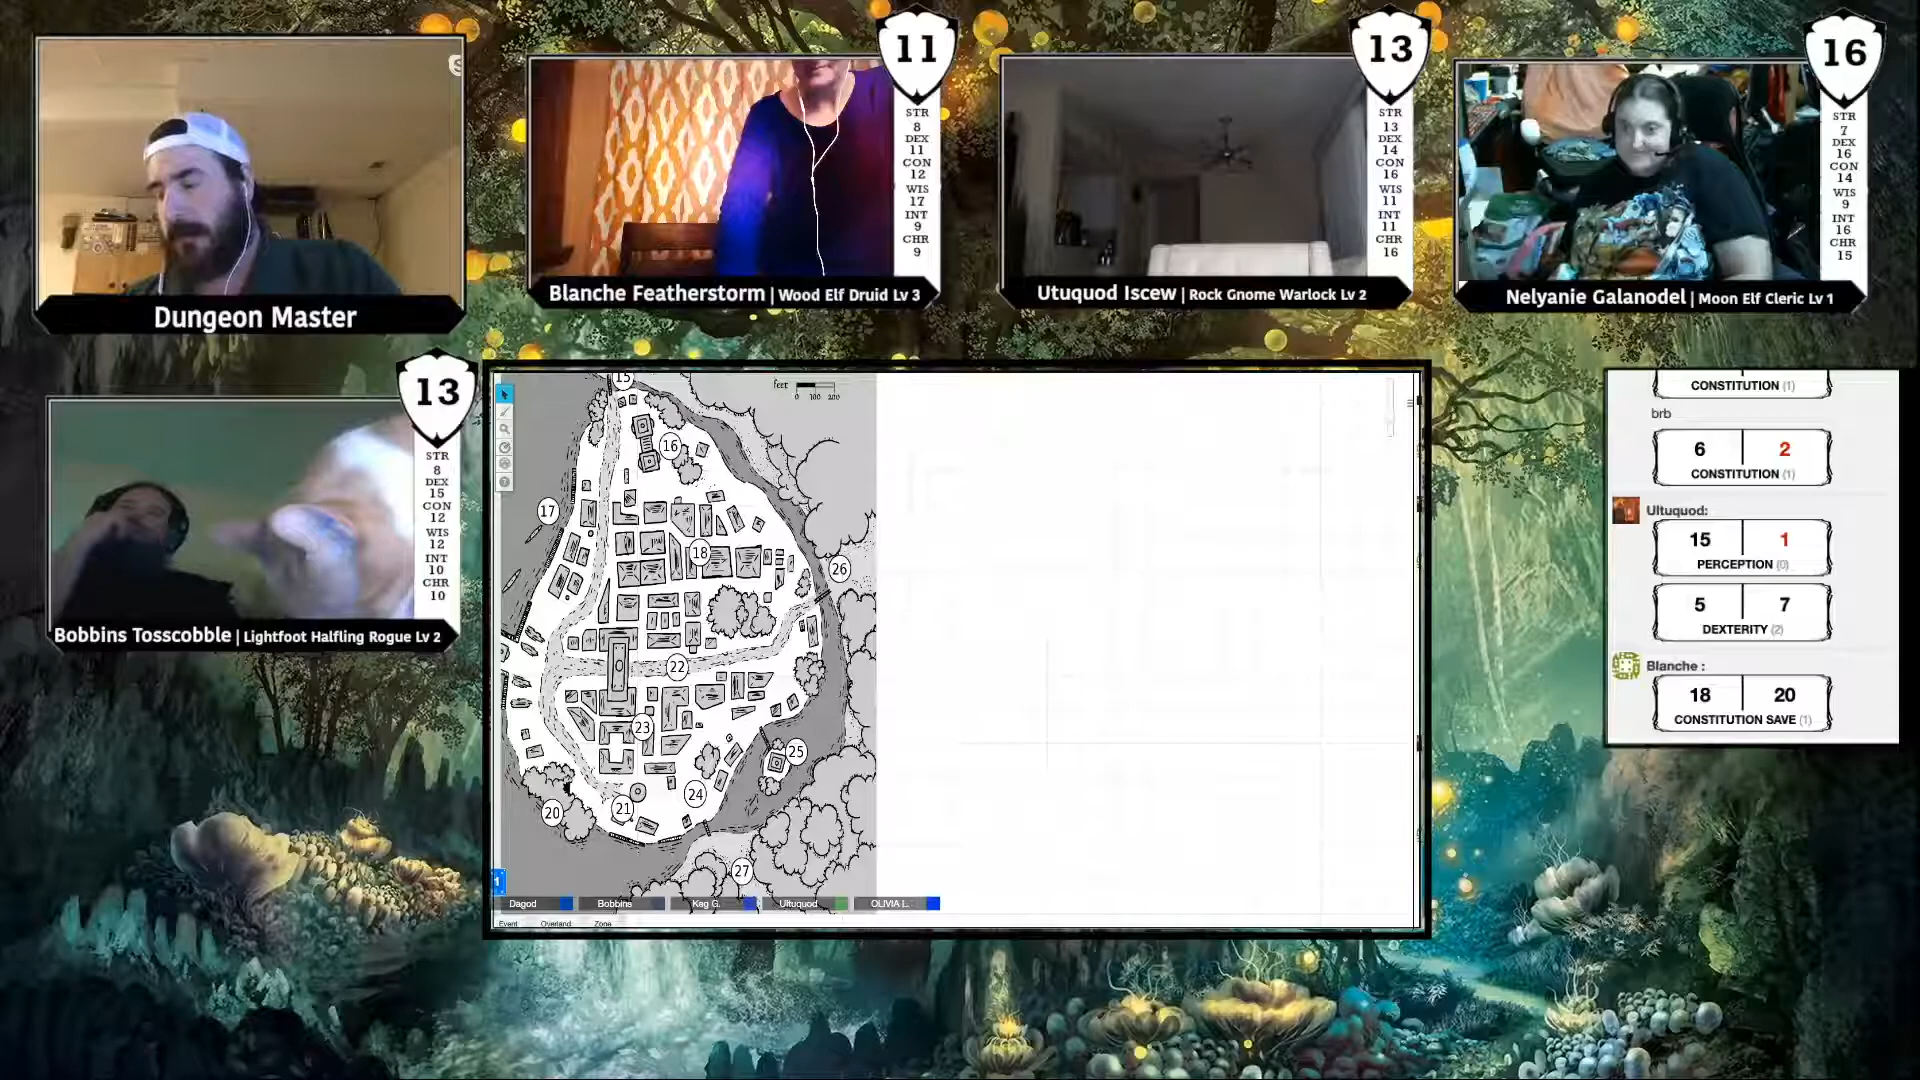 Dungeon Master
11
STR
8
DEX
11
CON
12
WIS
17
INT
9
CHR
9
Blanche Featherstorm | Wood Elf Druid Lv 3
13
STR
13
DEX
14
CON
16
WIS
11
INT
11
CHR
16
Utuquod Iscew | Rock Gnome Warlock Lv 2
16
STR
7
DEX
16
CON
14
WIS
9
INT
16
CHR
15
Nelyanie Galanodel | Moon Elf Cleric Lv 1
13
STR
8
DEX
15
CON
12
WIS
12
INT
10
CHR
10
Bobbins Tosscobble | Lightfoot Halfling Rogue Lv 2
feet
0 100 200
15
16
17
18
26
22
23
25
24
21
20
27
1
Dagod
Bobbins
Keg G.
Ultuquod
OLIVIA L.
Event Overland Zone
CONSTITUTION (1)
brb
6 2
CONSTITUTION (1)
Ultuquod:
15 1
PERCEPTION (0)
5 7
DEXTERITY (2)
Blanche :
18 20
CONSTITUTION SAVE (1)